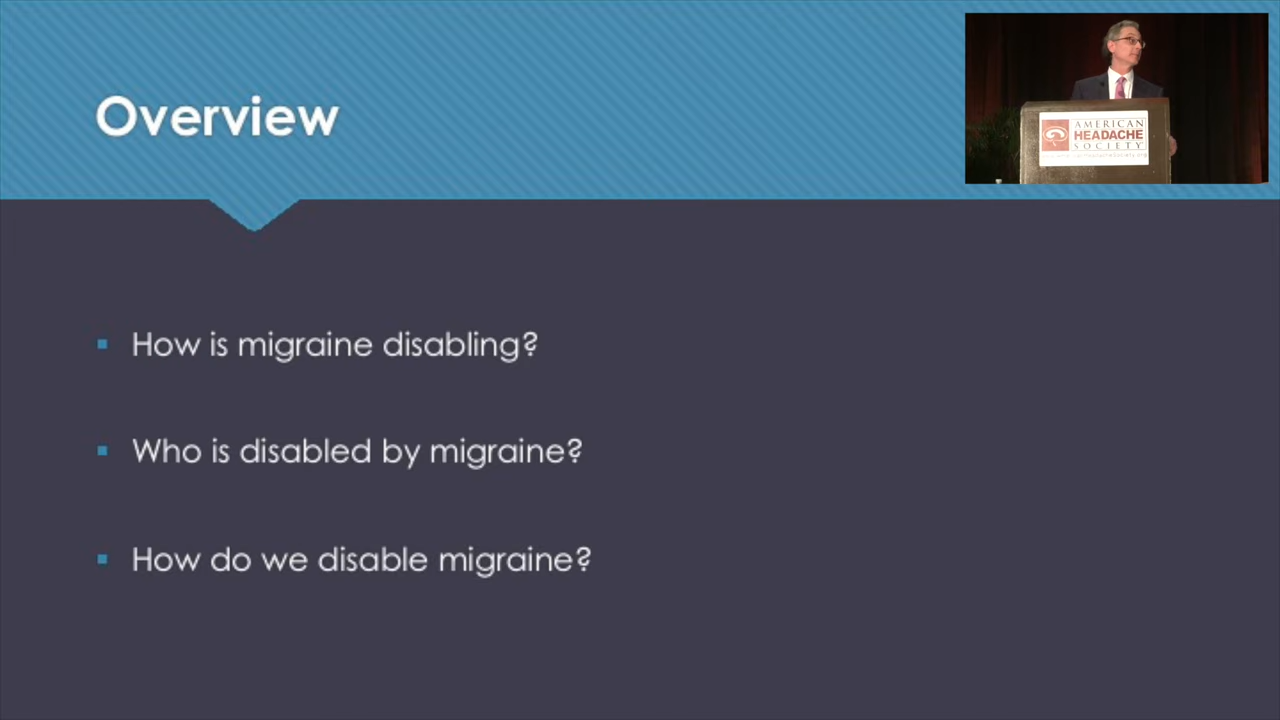 Overview
AMERICAN
HEADACHE
SOCIETY
How is migraine disabling?
Who is disabled by migraine?
How do we disable migraine?